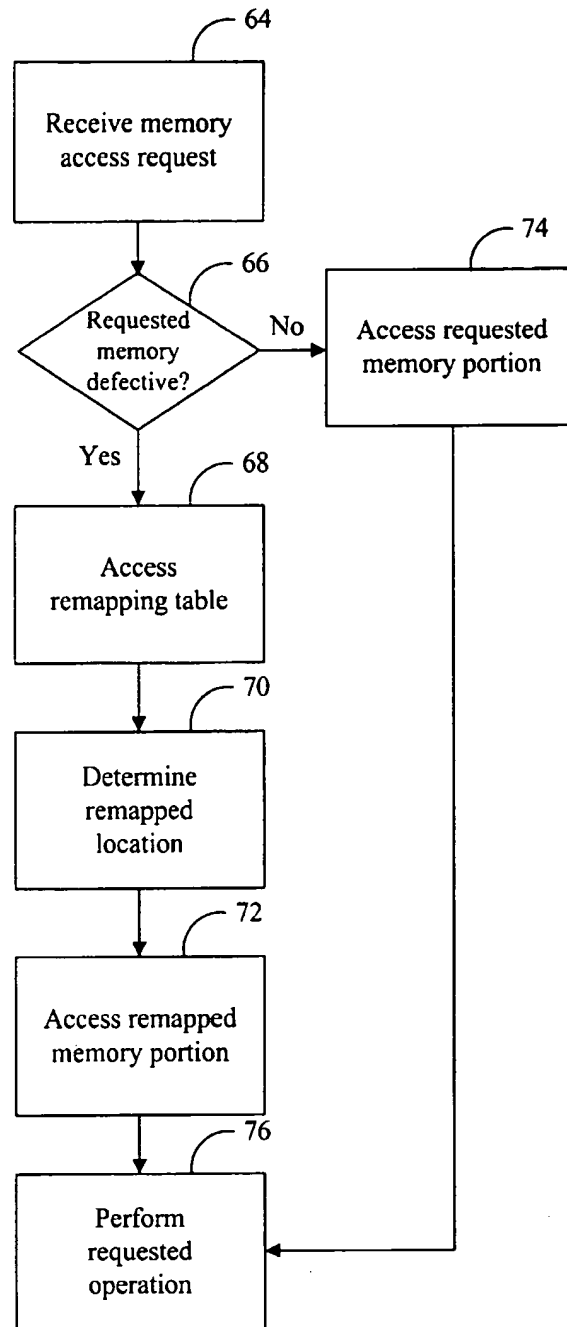 64
Receive memory
access request
66
Requested
memory
defective?
No
74
Access requested
memory portion
Yes
68
Access
remapping table
70
Determine
remapped
location
72
Access remapped
memory portion
76
Perform
requested
operation